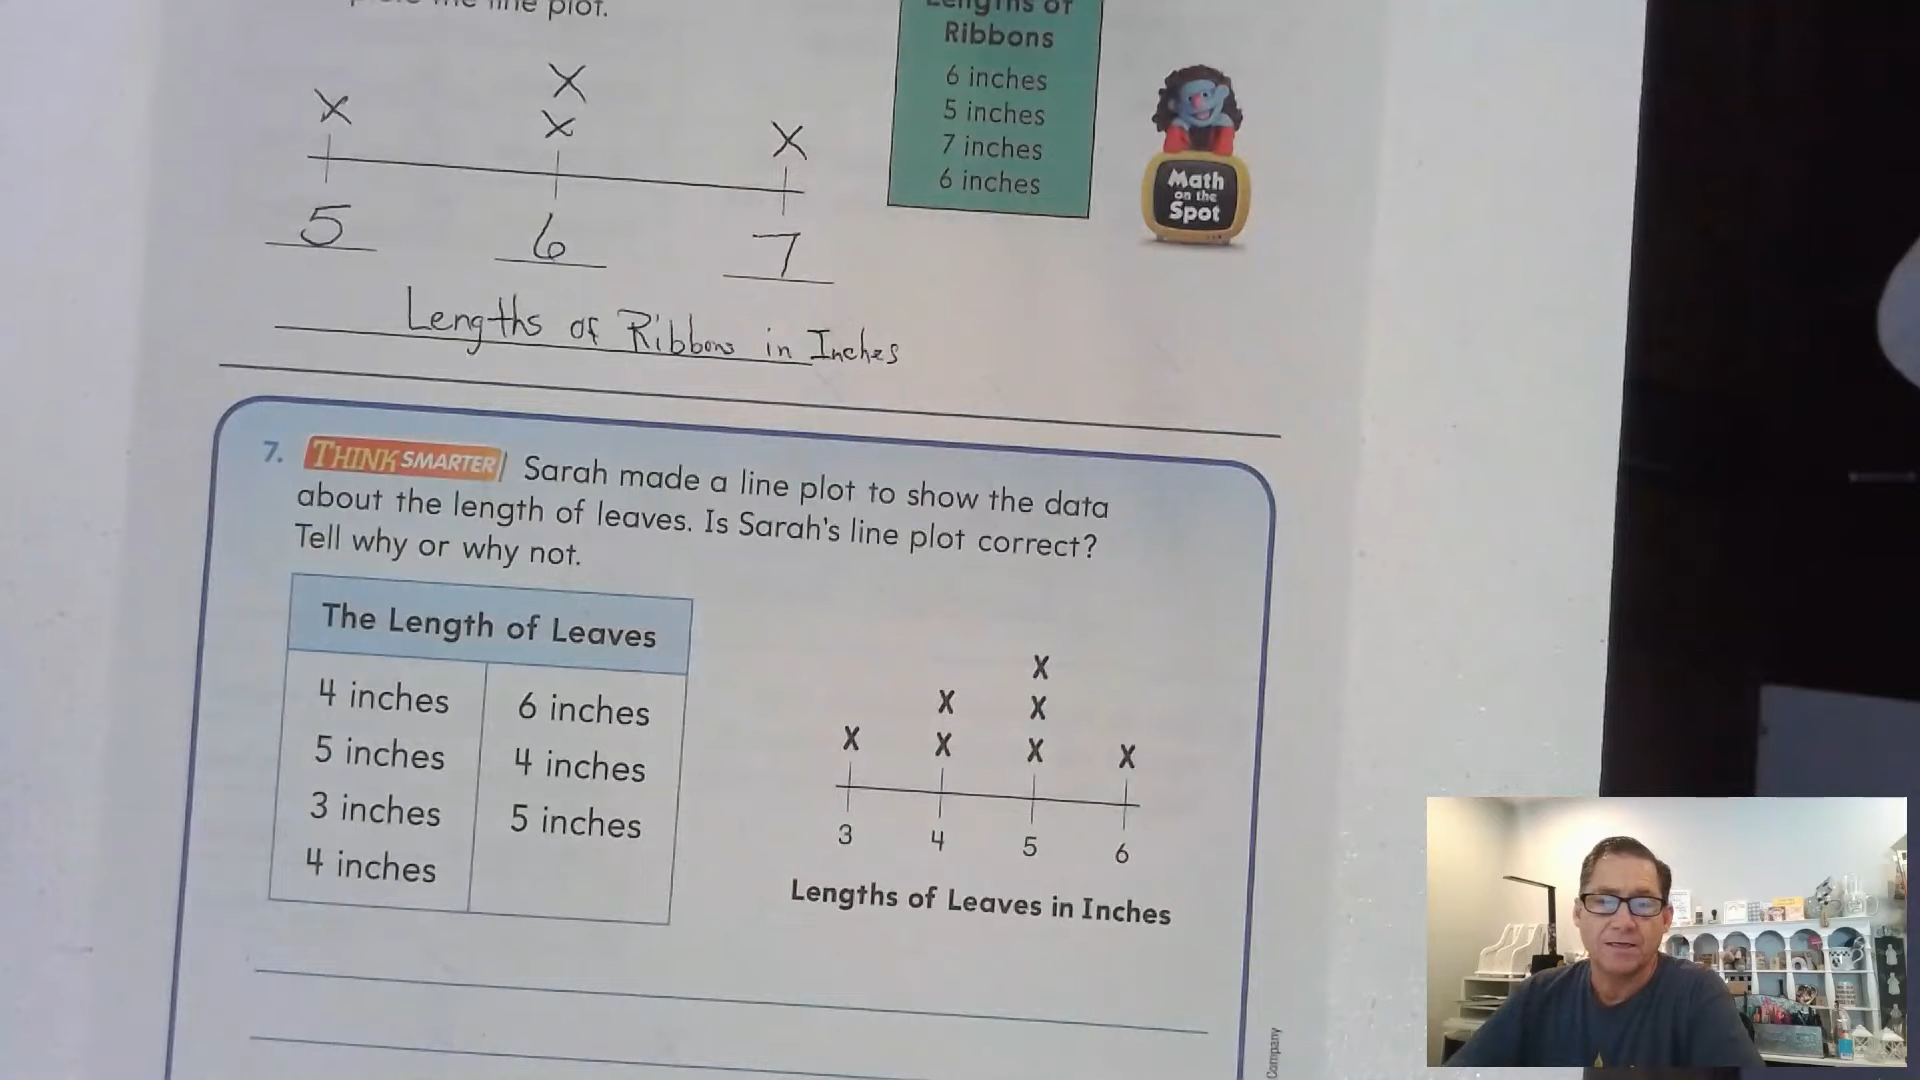 the line plot.
Lengths of
Ribbons
6 inches
5 inches
7 inches
6 inches
X X
X X
5 6 7
Lengths of Ribbons in Inches
Math
on the
Spot
7. THINK SMARTER Sarah made a line plot to show the data
about the length of leaves. Is Sarah's line plot correct?
Tell why or why not.
The Length of Leaves
4 inches 6 inches
5 inches 4 inches
3 inches 5 inches
4 inches
X
X X
X X X X
3 4 5 6
Lengths of Leaves in Inches
Company